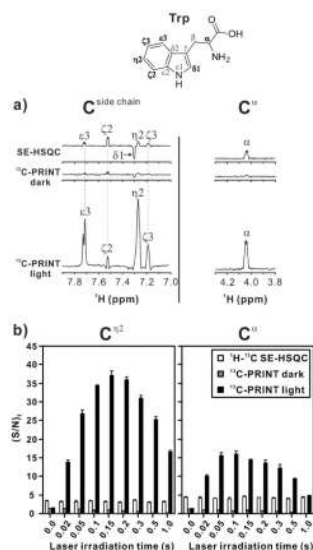 Trp
O
OH
NH₂
N
H
ε3
ζ3
η2
ζ2
δ2
ε2
ε1
δ1
γ
β
α
a)
C^side chain
C^α
SE-HSQC
ε3
ζ2
η2
ζ3
δ1
α
¹³C-PRINT dark
¹³C-PRINT light
ε3
ζ2
η2
ζ3
α
7.8 7.6 7.4 7.2 7.0
4.2 4.0 3.8
¹H (ppm)
¹H (ppm)
b)
C^η2
C^α
¹H-¹³C SE-HSQC
¹³C-PRINT dark
¹³C-PRINT light
(S/N)ₜ
45
40
35
30
25
20
15
10
5
0
0.0 0.02 0.05 0.1 0.15 0.2 0.3 0.5 1.0
0.0 0.02 0.05 0.1 0.15 0.2 0.3 0.5 1.0
Laser irradiation time (s)
Laser irradiation time (s)